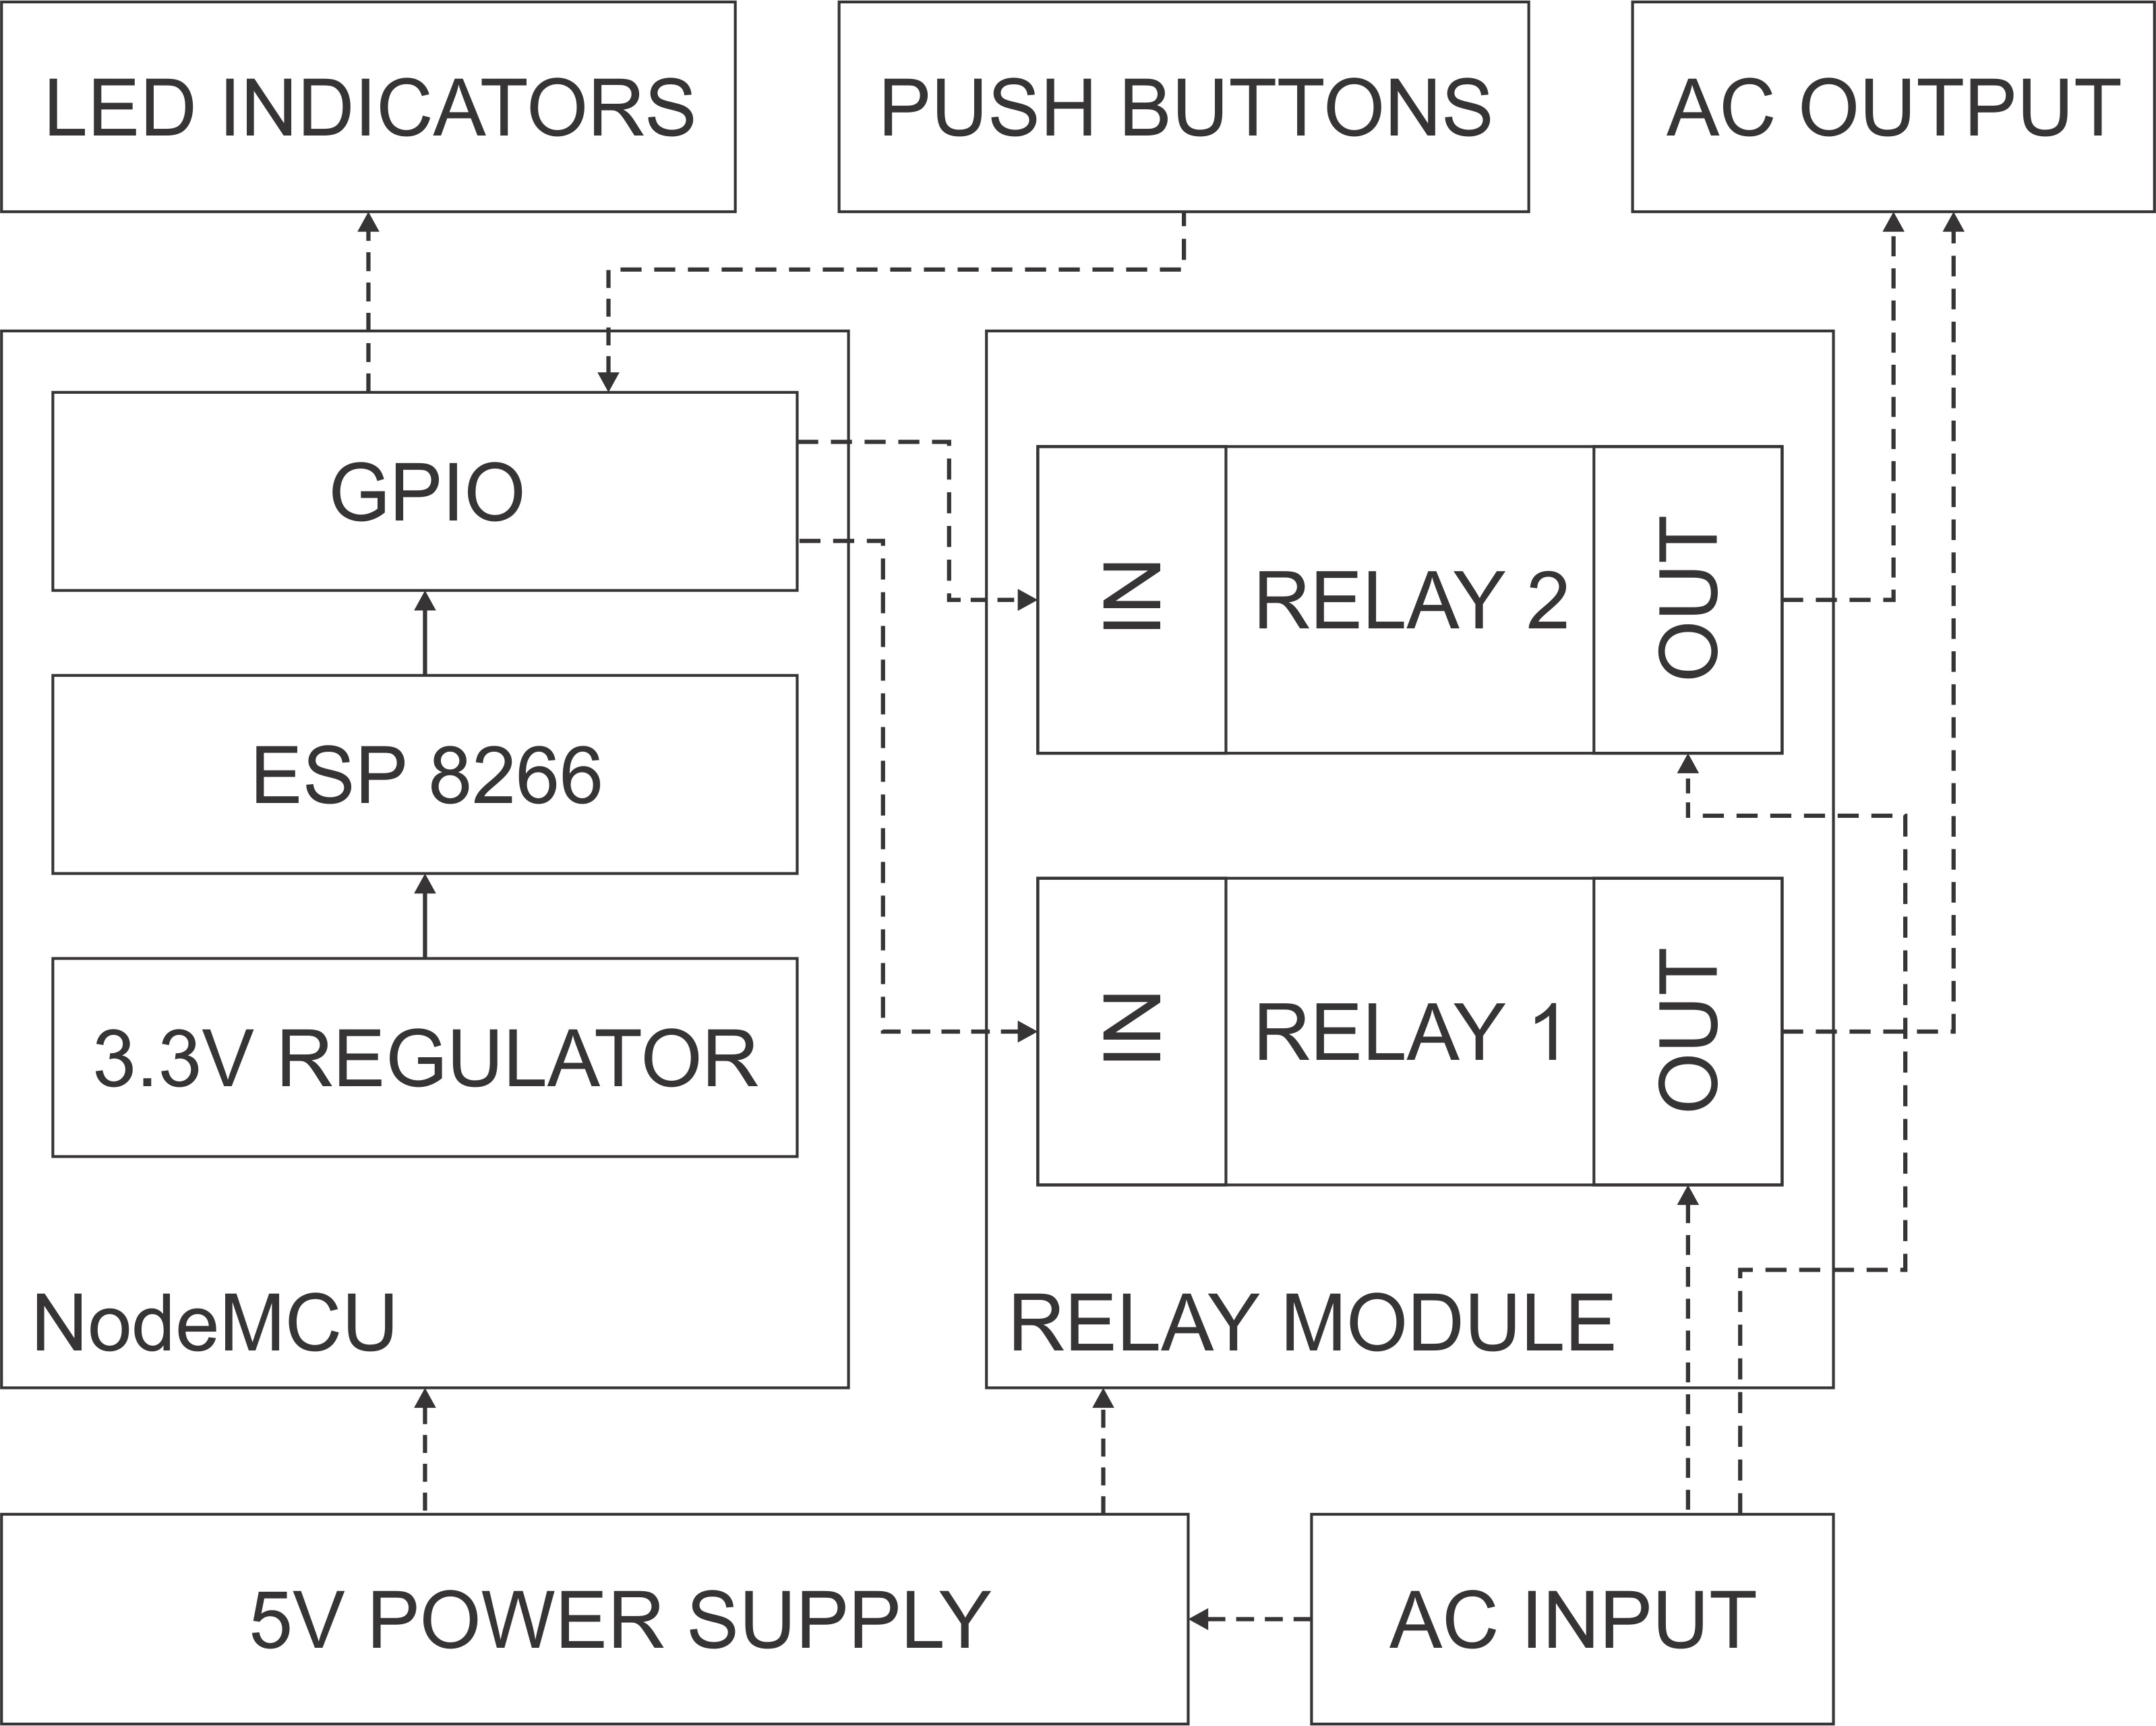 LED INDICATORS
PUSH BUTTONS
AC OUTPUT
GPIO
IN
RELAY 2
OUT
ESP 8266
3.3V REGULATOR
IN
RELAY 1
OUT
NodeMCU
RELAY MODULE
5V POWER SUPPLY
AC INPUT